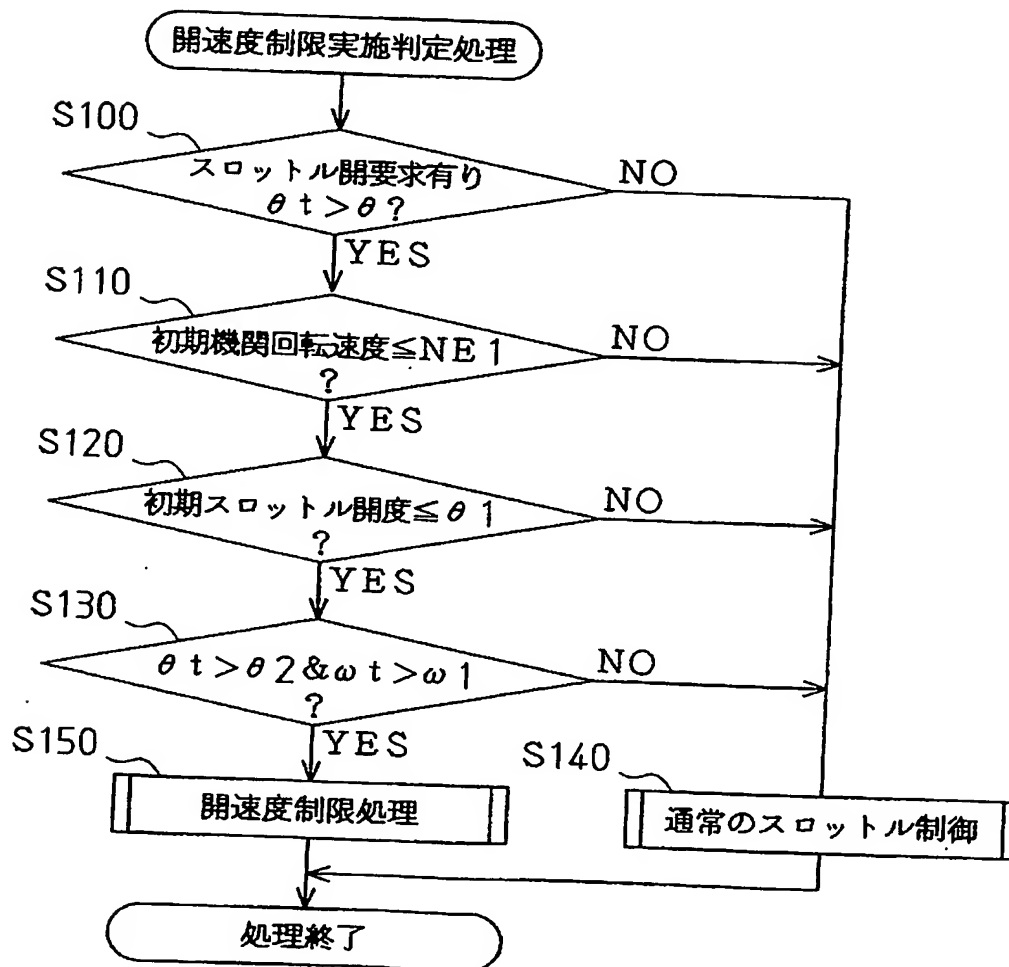 開速度制限実施判定処理
S100
スロットル開要求有り
θt>θ?
NO
YES
S110
初期機関回転速度≦NE1
?
NO
YES
S120
初期スロットル開度≦θ1
?
NO
YES
S130
θt>θ2&ωt>ω1
?
NO
YES
S150
開速度制限処理
S140
通常のスロットル制御
処理終了